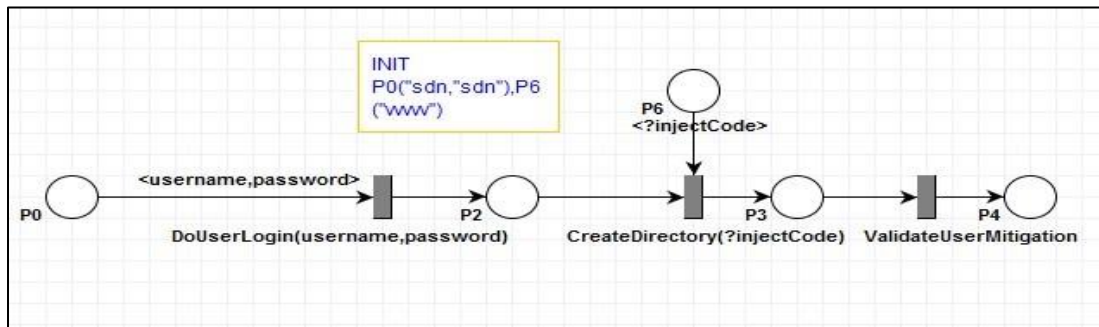 INIT
P0("sdn,"sdn"),P6
("www")
P6
<?injectCode>
<username,password>
P0
P2
P3
P4
DoUserLogin(username,password)
CreateDirectory(?injectCode)
ValidateUserMitigation